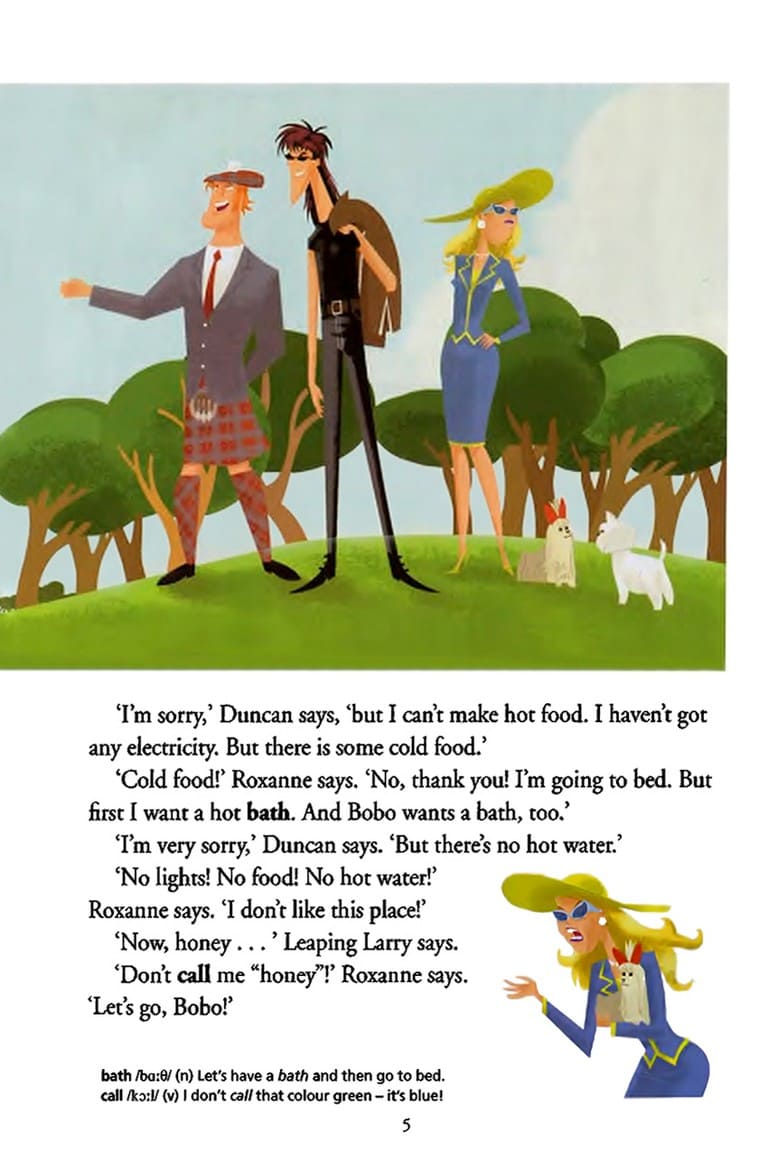 ‘I’m sorry,’ Duncan says, ‘but I can’t make hot food. I haven’t got
any electricity. But there is some cold food.’
‘Cold food!’ Roxanne says. ‘No, thank you! I’m going to bed. But
first I want a hot bath. And Bobo wants a bath, too.’
‘I’m very sorry,’ Duncan says. ‘But there’s no hot water.’
‘No lights! No food! No hot water!’
Roxanne says. ‘I don’t like this place!’
‘Now, honey . . . ’ Leaping Larry says.
‘Don’t call me “honey”!’ Roxanne says.
‘Let’s go, Bobo!’
bath /bɑːθ/ (n) Let’s have a bath and then go to bed.
call /kɔːl/ (v) I don’t call that colour green – it’s blue!
5